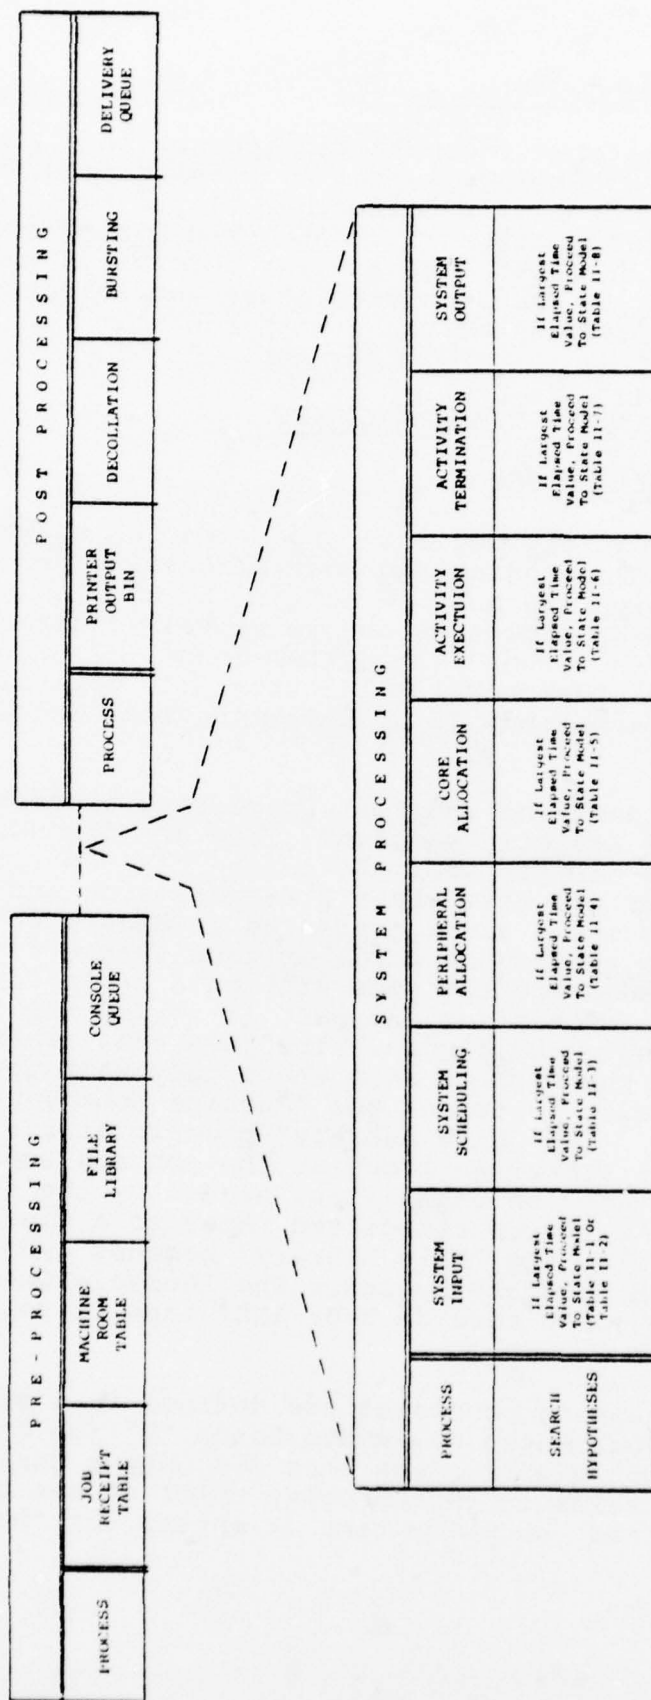 PRE-PROCESSING
PROCESS
JOB
RECEIPT
TABLE
MACHINE
ROOM
TABLE
FILE
LIBRARY
CONSOLE
QUEUE
POST PROCESSING
PROCESS
PRINTER
OUTPUT
BIN
DECOLLATION
BURSTING
DELIVERY
QUEUE
SYSTEM PROCESSING
PROCESS
SYSTEM
INPUT
SYSTEM
SCHEDULING
PERIPHERAL
ALLOCATION
CORE
ALLOCATION
ACTIVITY
EXECTUION
ACTIVITY
TERMINATION
SYSTEM
OUTPUT
SEARCH
HYPOTHESES
If Largest
Elapsed Time
Value, Proceed
To State Model
(Table II-1 Or
Table II-2)
If Largest
Elapsed Time
Value, Proceed
To State Model
(Table II-3)
If Largest
Elapsed Time
Value, Proceed
To State Model
(Table II-4)
If Largest
Elapsed Time
Value, Proceed
To State Model
(Table II-5)
If Largest
Elapsed Time
Value, Proceed
To State Model
(Table II-6)
If Largest
Elapsed Time
Value, Proceed
To State Model
(Table II-7)
If Largest
Elapsed Time
Value, Proceed
To State Model
(Table II-8)